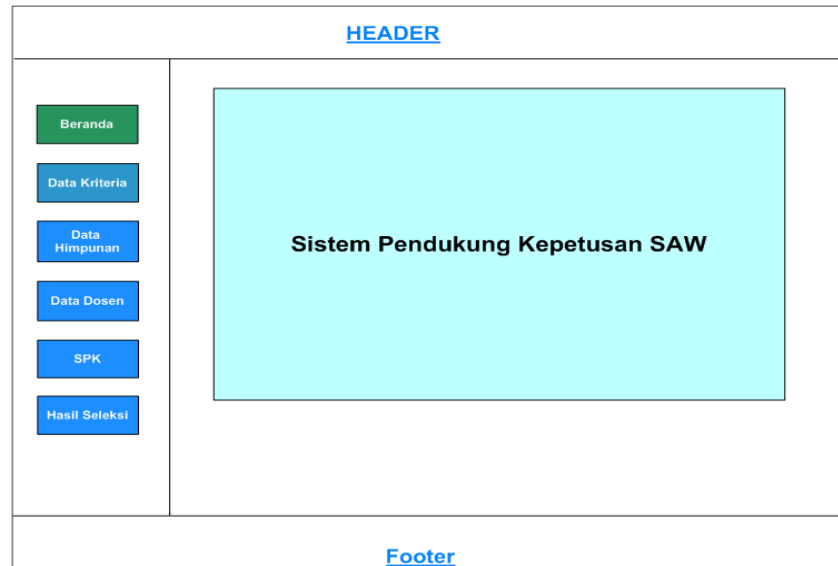 HEADER
Beranda
Data Kriteria
Data
Himpunan
Data Dosen
SPK
Hasil Seleksi
Sistem Pendukung Kepetusan SAW
Footer